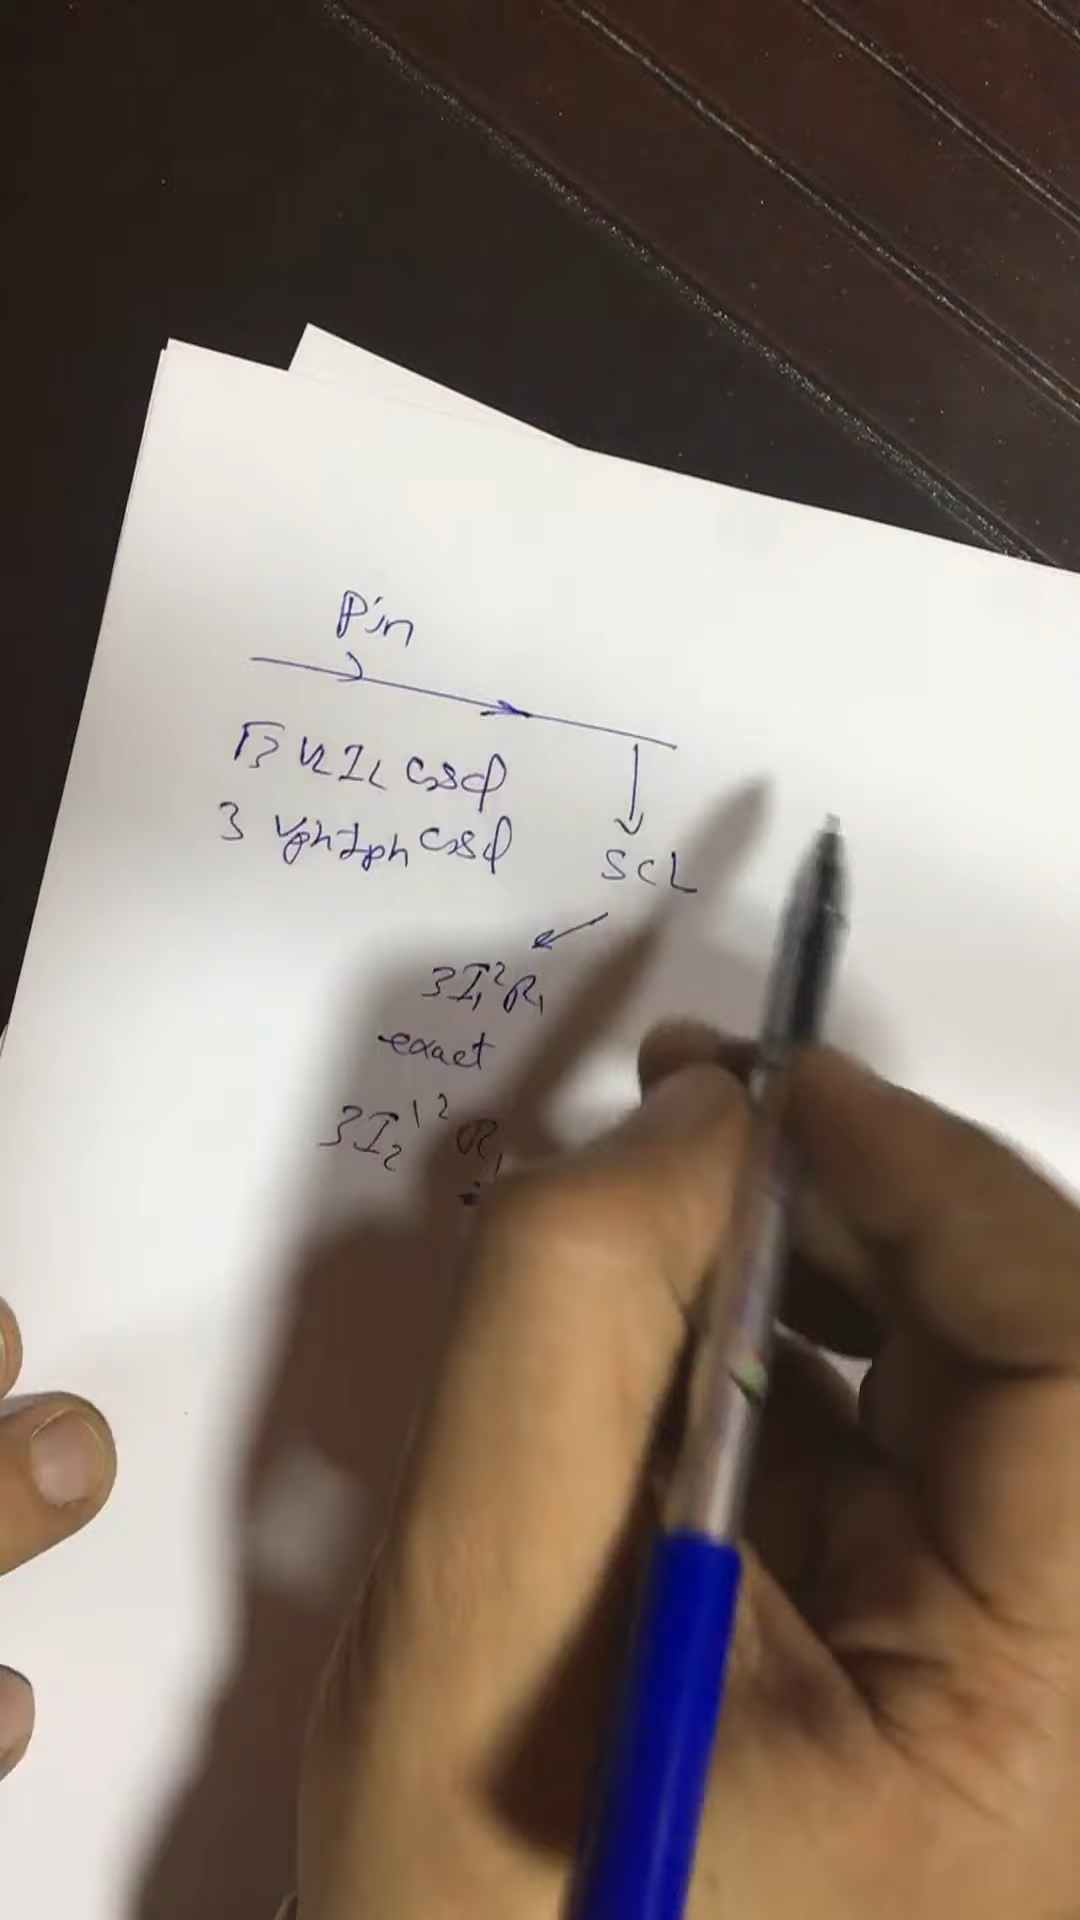 Pin
√3 VL IL cosφ
3 Vph Iph cosφ
SCL
3I₁²R₁
exact
3I₂'²R₁